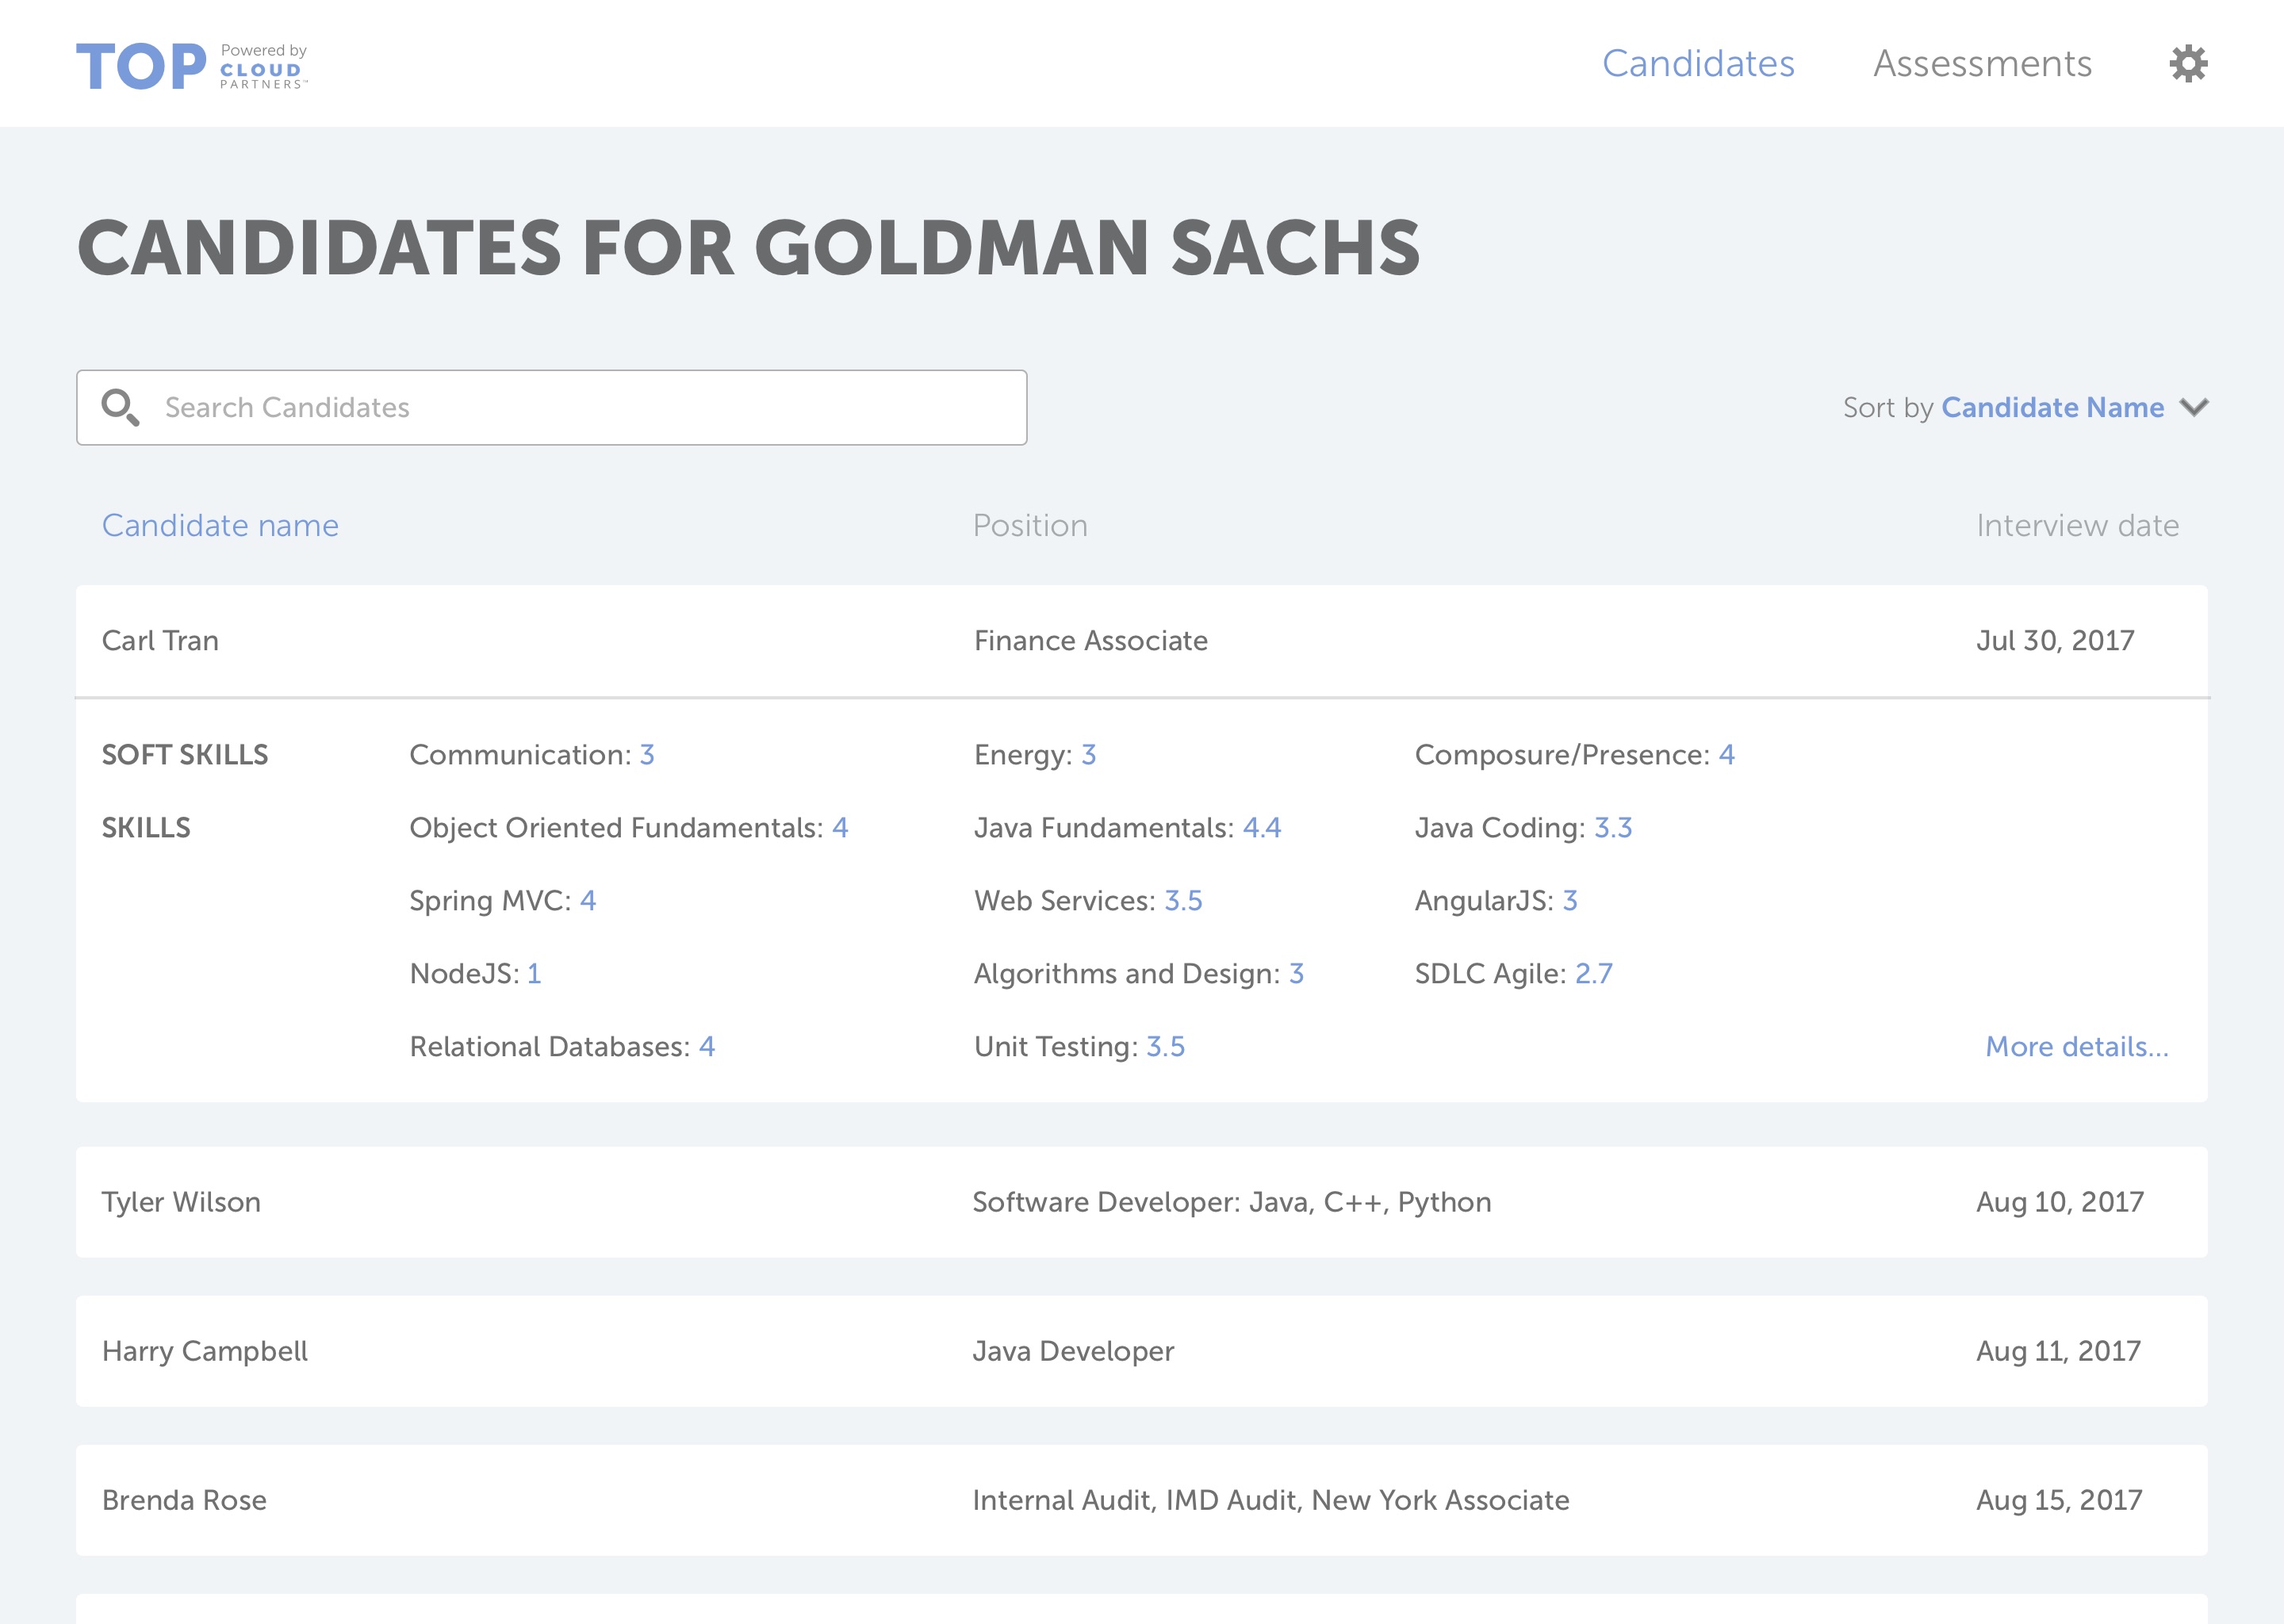 TOP Powered by
CLOUD
PARTNERS™
Candidates Assessments
CANDIDATES FOR GOLDMAN SACHS
Search Candidates
Sort by Candidate Name
Candidate name Position Interview date
Carl Tran Finance Associate Jul 30, 2017
SOFT SKILLS Communication: 3 Energy: 3 Composure/Presence: 4
SKILLS Object Oriented Fundamentals: 4 Java Fundamentals: 4.4 Java Coding: 3.3
Spring MVC: 4 Web Services: 3.5 AngularJS: 3
NodeJS: 1 Algorithms and Design: 3 SDLC Agile: 2.7
Relational Databases: 4 Unit Testing: 3.5 More details...
Tyler Wilson Software Developer: Java, C++, Python Aug 10, 2017
Harry Campbell Java Developer Aug 11, 2017
Brenda Rose Internal Audit, IMD Audit, New York Associate Aug 15, 2017